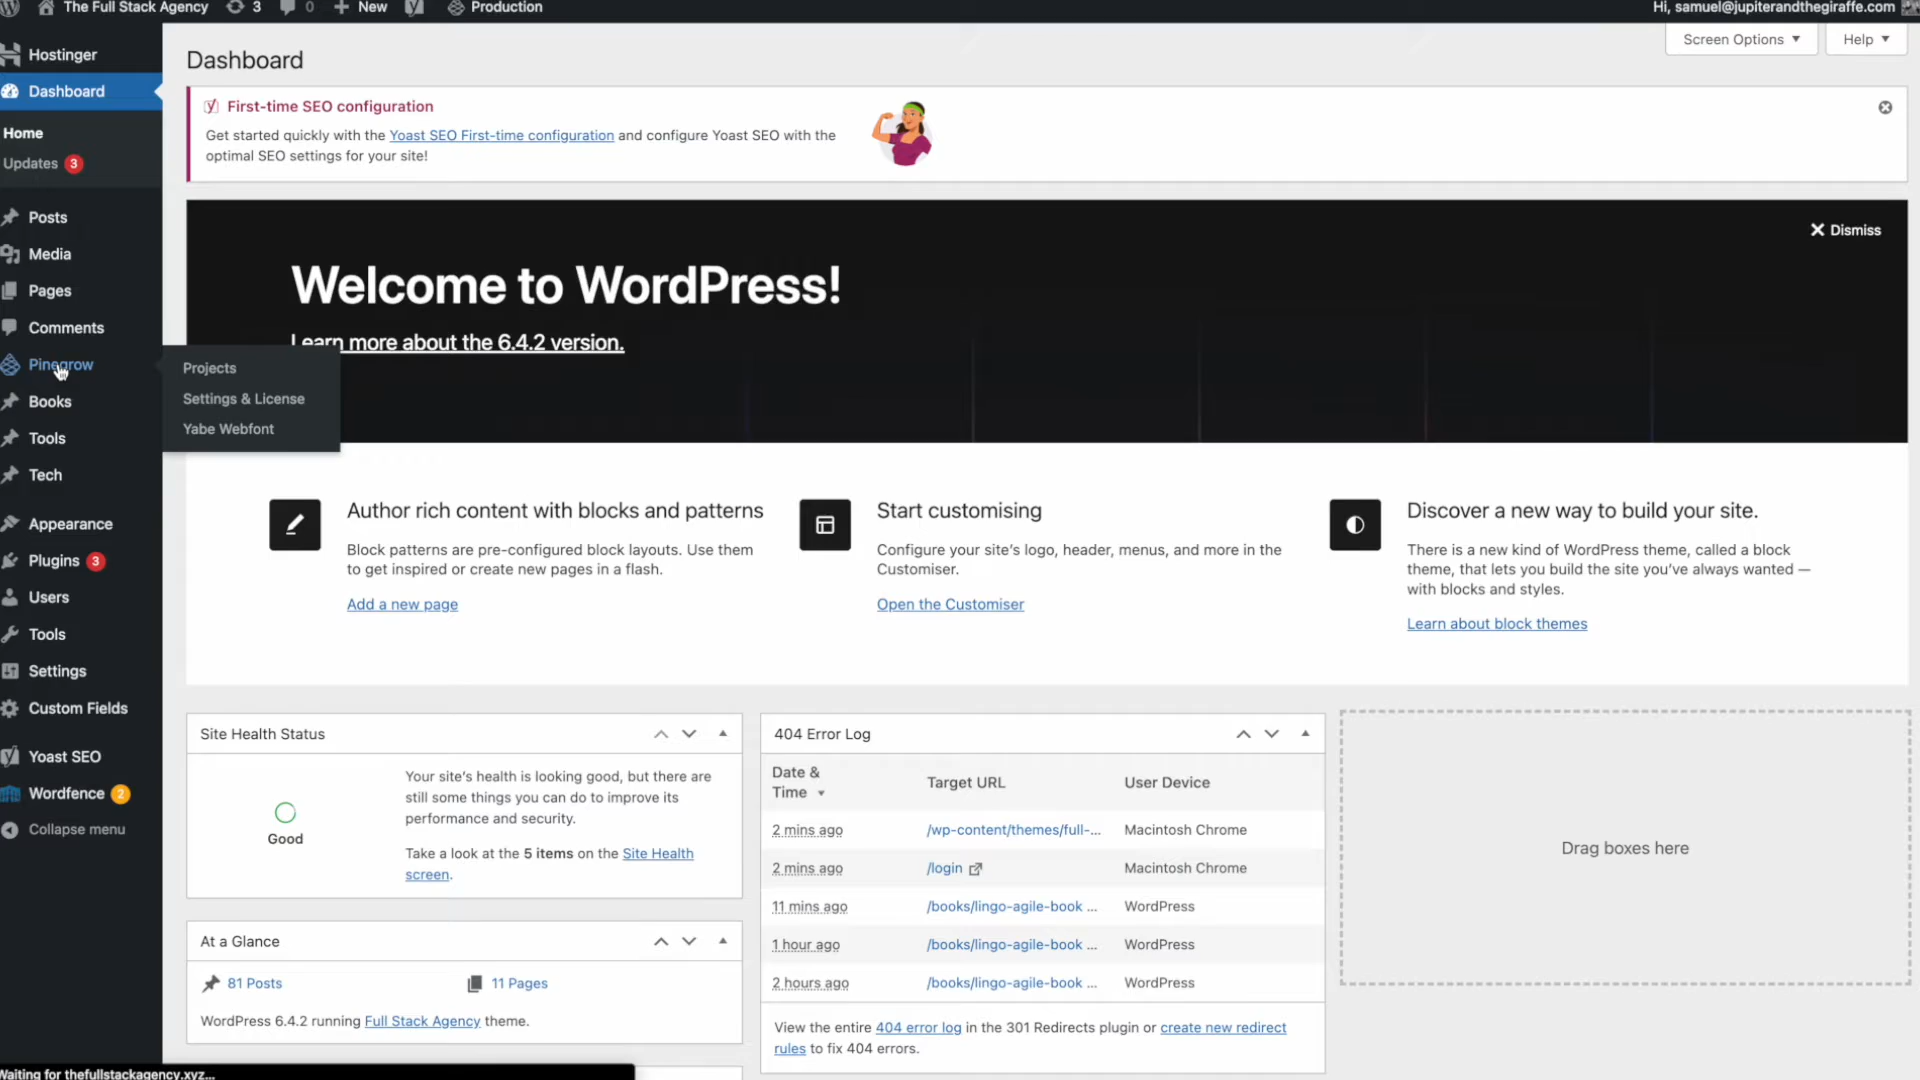 The Full Stack Agency 3 0 New Production Hi, samuel@jupiterandthegiraffe.com
Screen Options Help
Hostinger
Dashboard
Home
Updates 3
Posts
Media
Pages
Comments
Pinegrow
Projects
Settings & License
Yabe Webfont
Books
Tools
Tech
Appearance
Plugins 3
Users
Tools
Settings
Custom Fields
Yoast SEO
Wordfence 2
Collapse menu
Dashboard
First-time SEO configuration
Get started quickly with the Yoast SEO First-time configuration and configure Yoast SEO with the
optimal SEO settings for your site!
Dismiss
Welcome to WordPress!
Learn more about the 6.4.2 version.
Author rich content with blocks and patterns
Block patterns are pre-configured block layouts. Use them
to get inspired or create new pages in a flash.
Add a new page
Start customising
Configure your site's logo, header, menus, and more in the
Customiser.
Open the Customiser
Discover a new way to build your site.
There is a new kind of WordPress theme, called a block
theme, that lets you build the site you've always wanted —
with blocks and styles.
Learn about block themes
Site Health Status
Good
Your site's health is looking good, but there are
still some things you can do to improve its
performance and security.
Take a look at the 5 items on the Site Health
screen.
At a Glance
81 Posts 11 Pages
WordPress 6.4.2 running Full Stack Agency theme.
404 Error Log
Date &
Time Target URL User Device
2 mins ago /wp-content/themes/full-... Macintosh Chrome
2 mins ago /login Macintosh Chrome
11 mins ago /books/lingo-agile-book ... WordPress
1 hour ago /books/lingo-agile-book ... WordPress
2 hours ago /books/lingo-agile-book ... WordPress
View the entire 404 error log in the 301 Redirects plugin or create new redirect
rules to fix 404 errors.
Drag boxes here
Waiting for thefullstackagency.xyz...